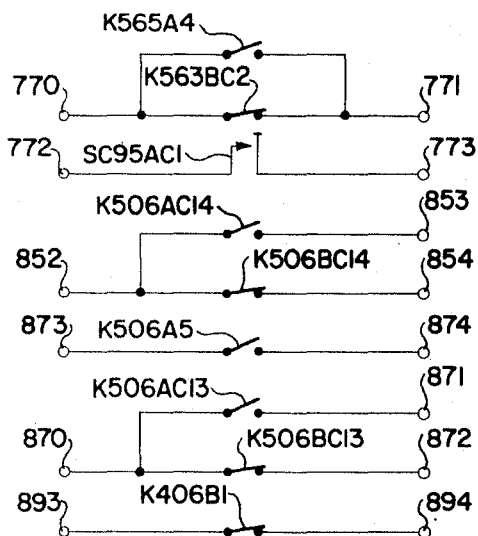 K565A4
770 K563BC2 771
772 SC95AC1 773
K506AC14 853
852 K506BC14 854
873 K506A5 874
K506AC13 871
870 K506BC13 872
893 K406B1 894